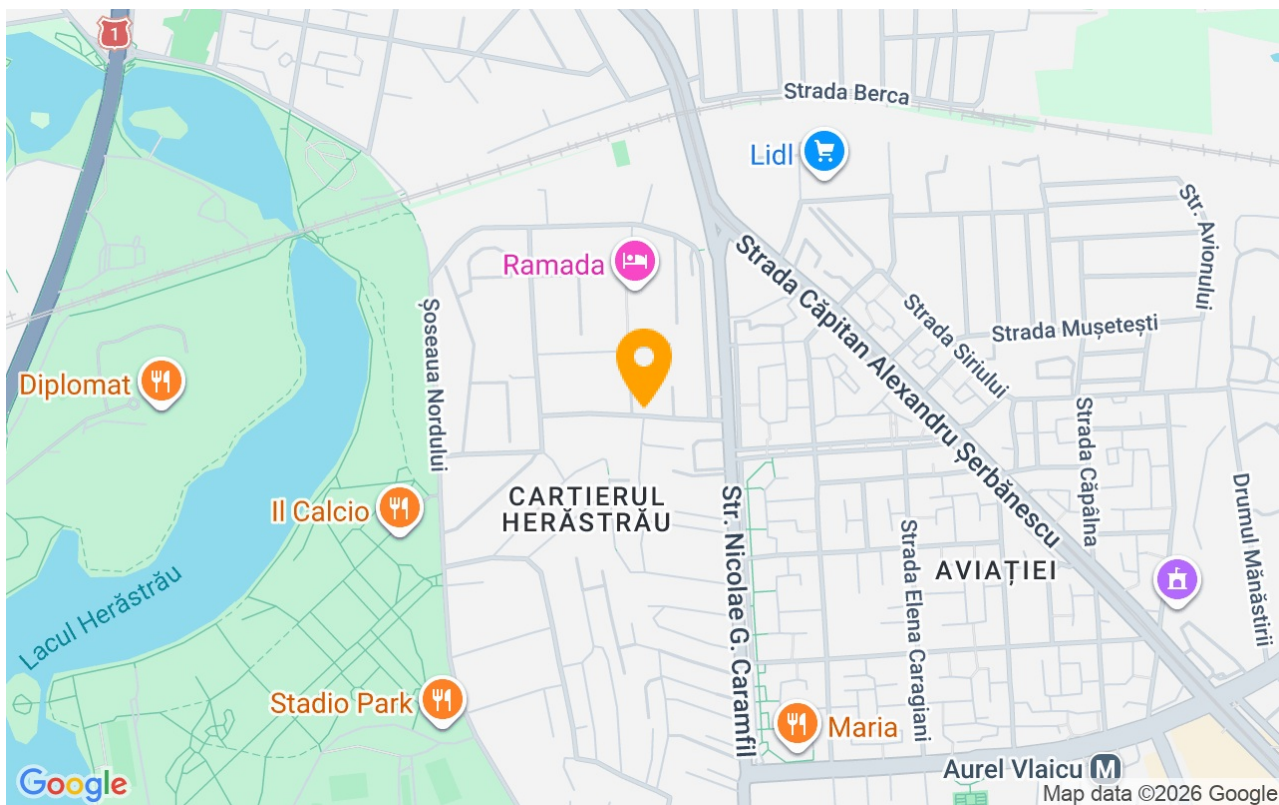 1
Strada Berca
Lidl
Str. Avionului
Ramada
Strada Căpitan Alexandru Șerbănescu
Șoseaua Nordului
Strada Siriului
Strada Mușetești
Diplomat
Strada Căpâlna
Il Calcio
CARTIERUL
HERĂSTRĂU
Str. Nicolae G. Caramfil
Drumul Mănăstirii
Strada Elena Caragiani
AVIAȚIEI
Lacul Herăstrău
Stadio Park
Maria
Aurel Vlaicu M
Google
Map data ©2026 Google